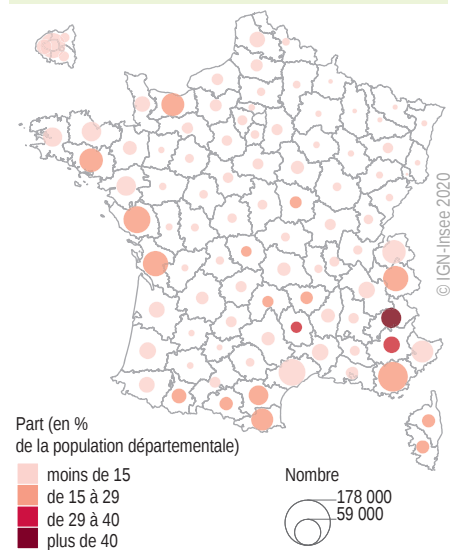 © IGN-Insee 2020
Part (en %
de la population départementale)
moins de 15
de 15 à 29
de 29 à 40
plus de 40
Nombre
178 000
59 000